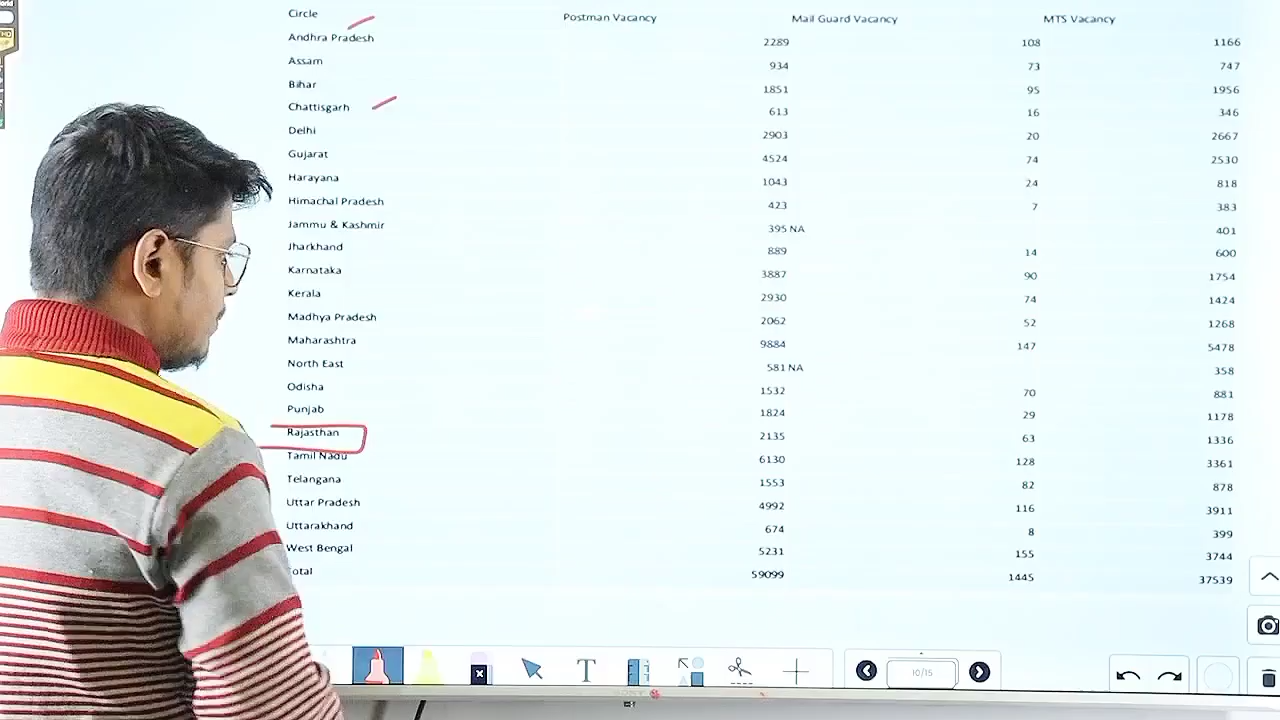 Circle Postman Vacancy Mail Guard Vacancy MTS Vacancy
Andhra Pradesh 2289 108 1166
Assam 934 73 747
Bihar 1851 95 1956
Chattisgarh 613 16 346
Delhi 2903 20 2667
Gujarat 4524 74 2530
Harayana 1043 24 818
Himachal Pradesh 423 7 383
Jammu & Kashmir 395 NA 401
Jharkhand 889 14 600
Karnataka 3887 90 1754
Kerala 2930 74 1424
Madhya Pradesh 2062 52 1268
Maharashtra 9884 147 5478
North East 581 NA 358
Odisha 1532 70 881
Punjab 1824 29 1178
Rajasthan 2135 63 1336
Tamil Nadu 6130 128 3361
Telangana 1553 82 878
Uttar Pradesh 4992 116 3911
Uttarakhand 674 8 399
West Bengal 5231 155 3744
otal 59099 1445 37539
T 10/15
SONY